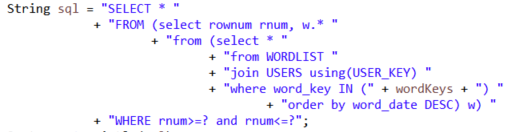 String sql = "SELECT * "
+ "FROM (select rownum rnum, w.* "
+ "from (select * "
+ "from WORDLIST "
+ "join USERS using(USER_KEY) "
+ "where word_key IN (" + wordKeys + ") "
+ "order by word_date DESC) w) "
+ "WHERE rnum>=? and rnum<=?";